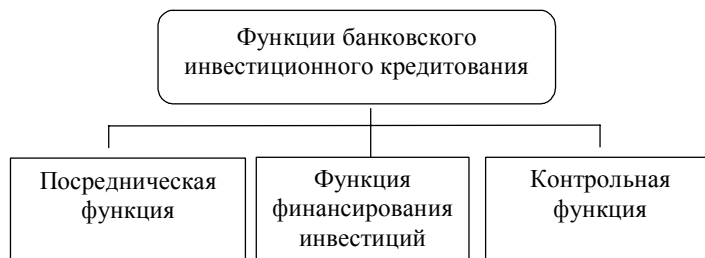 Функции банковского
инвестиционного кредитования
Посредническая
функция
Функция
финансирования
инвестиций
Контрольная
функция